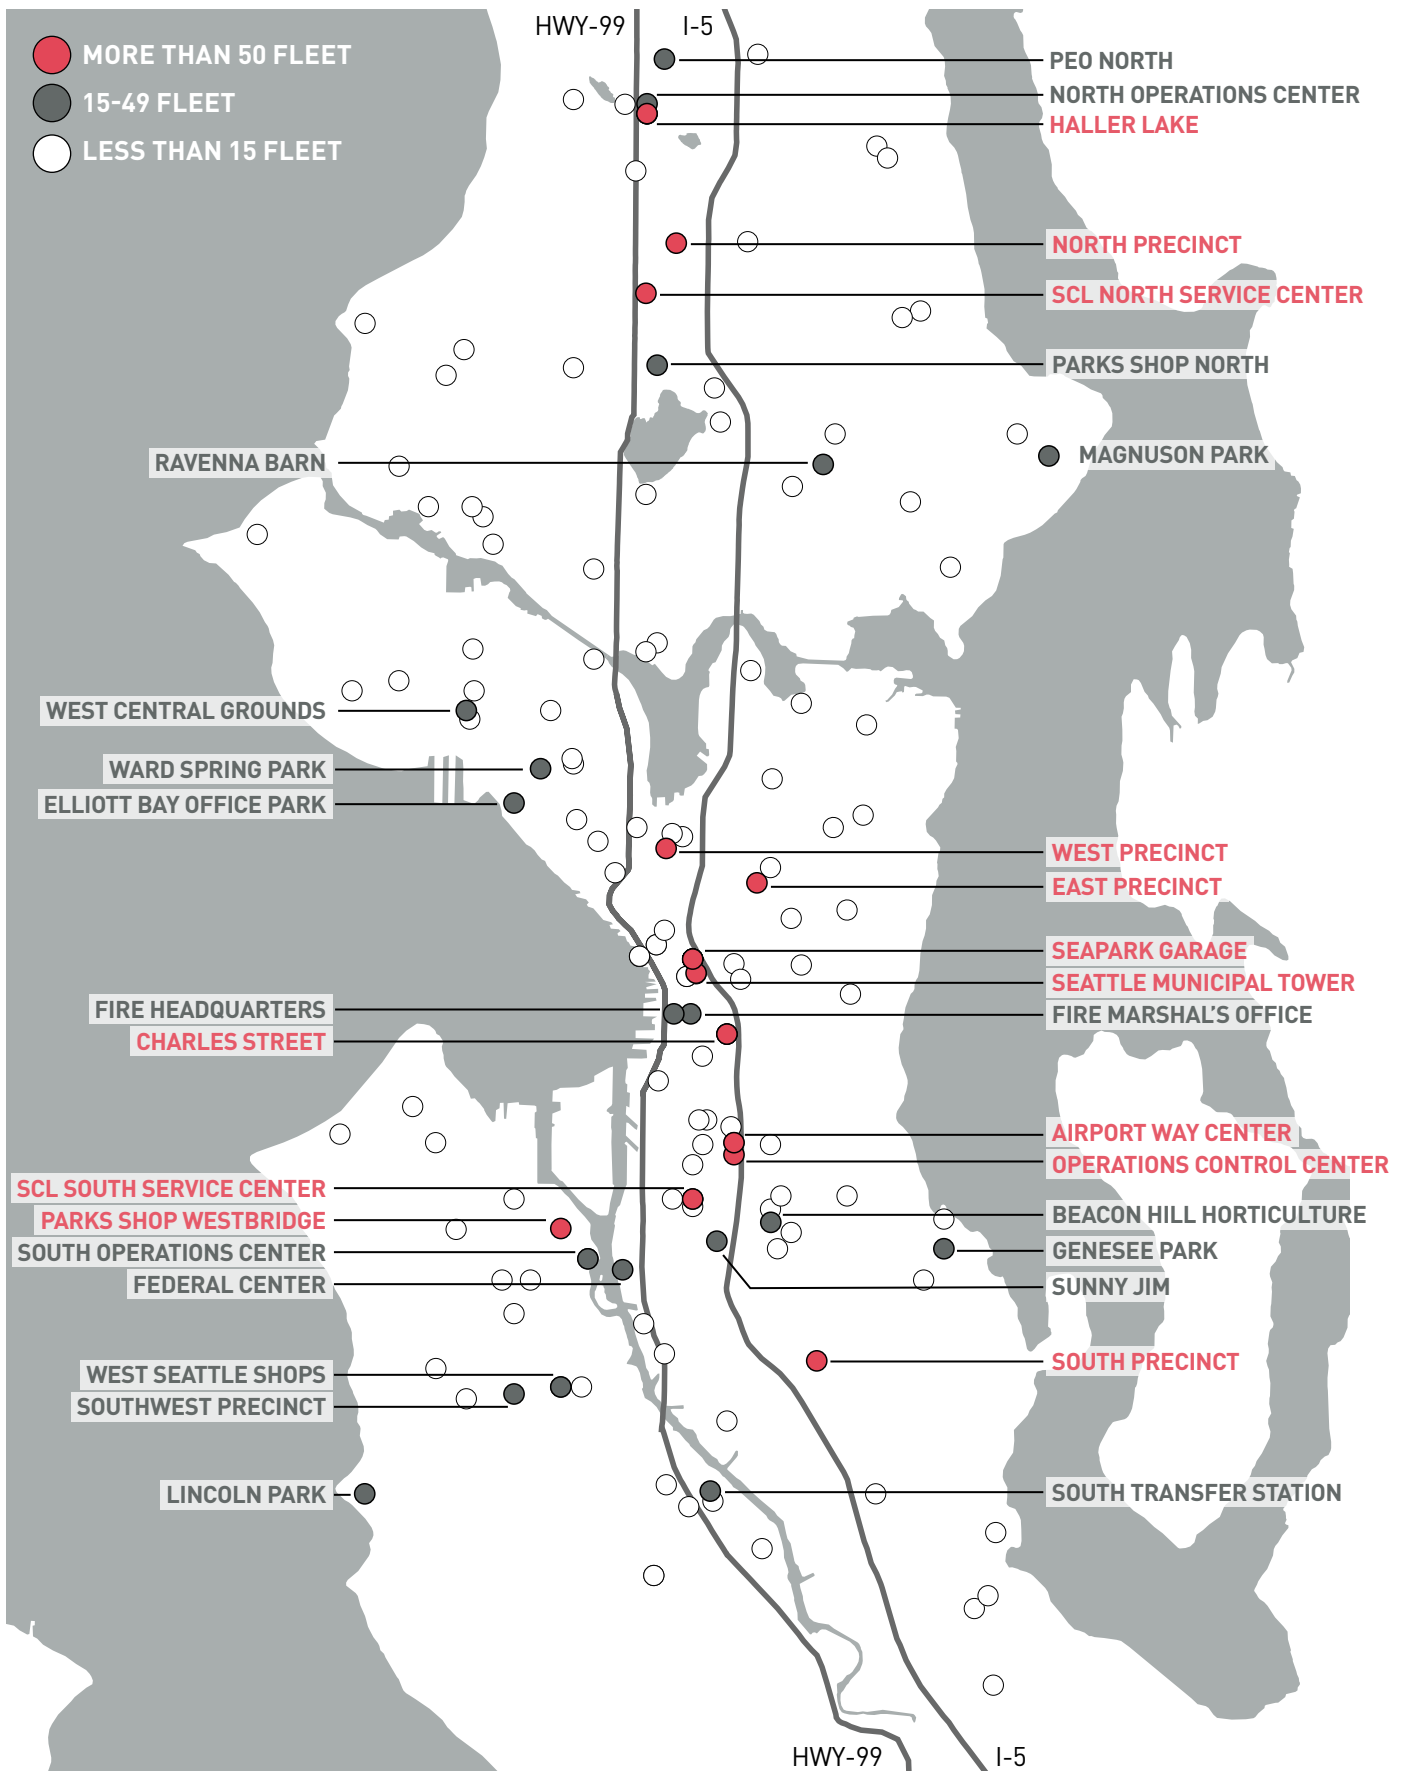 HWY-99
I-5
MORE THAN 50 FLEET
15-49 FLEET
LESS THAN 15 FLEET
PEO NORTH
NORTH OPERATIONS CENTER
HALLER LAKE
NORTH PRECINCT
SCL NORTH SERVICE CENTER
PARKS SHOP NORTH
RAVENNA BARN
MAGNUSON PARK
WEST CENTRAL GROUNDS
WARD SPRING PARK
ELLIOTT BAY OFFICE PARK
WEST PRECINCT
EAST PRECINCT
SEAPARK GARAGE
SEATTLE MUNICIPAL TOWER
FIRE HEADQUARTERS
FIRE MARSHAL'S OFFICE
CHARLES STREET
AIRPORT WAY CENTER
OPERATIONS CONTROL CENTER
SCL SOUTH SERVICE CENTER
PARKS SHOP WESTBRIDGE
BEACON HILL HORTICULTURE
SOUTH OPERATIONS CENTER
GENESEE PARK
FEDERAL CENTER
SUNNY JIM
SOUTH PRECINCT
WEST SEATTLE SHOPS
SOUTHWEST PRECINCT
LINCOLN PARK
SOUTH TRANSFER STATION
HWY-99
I-5